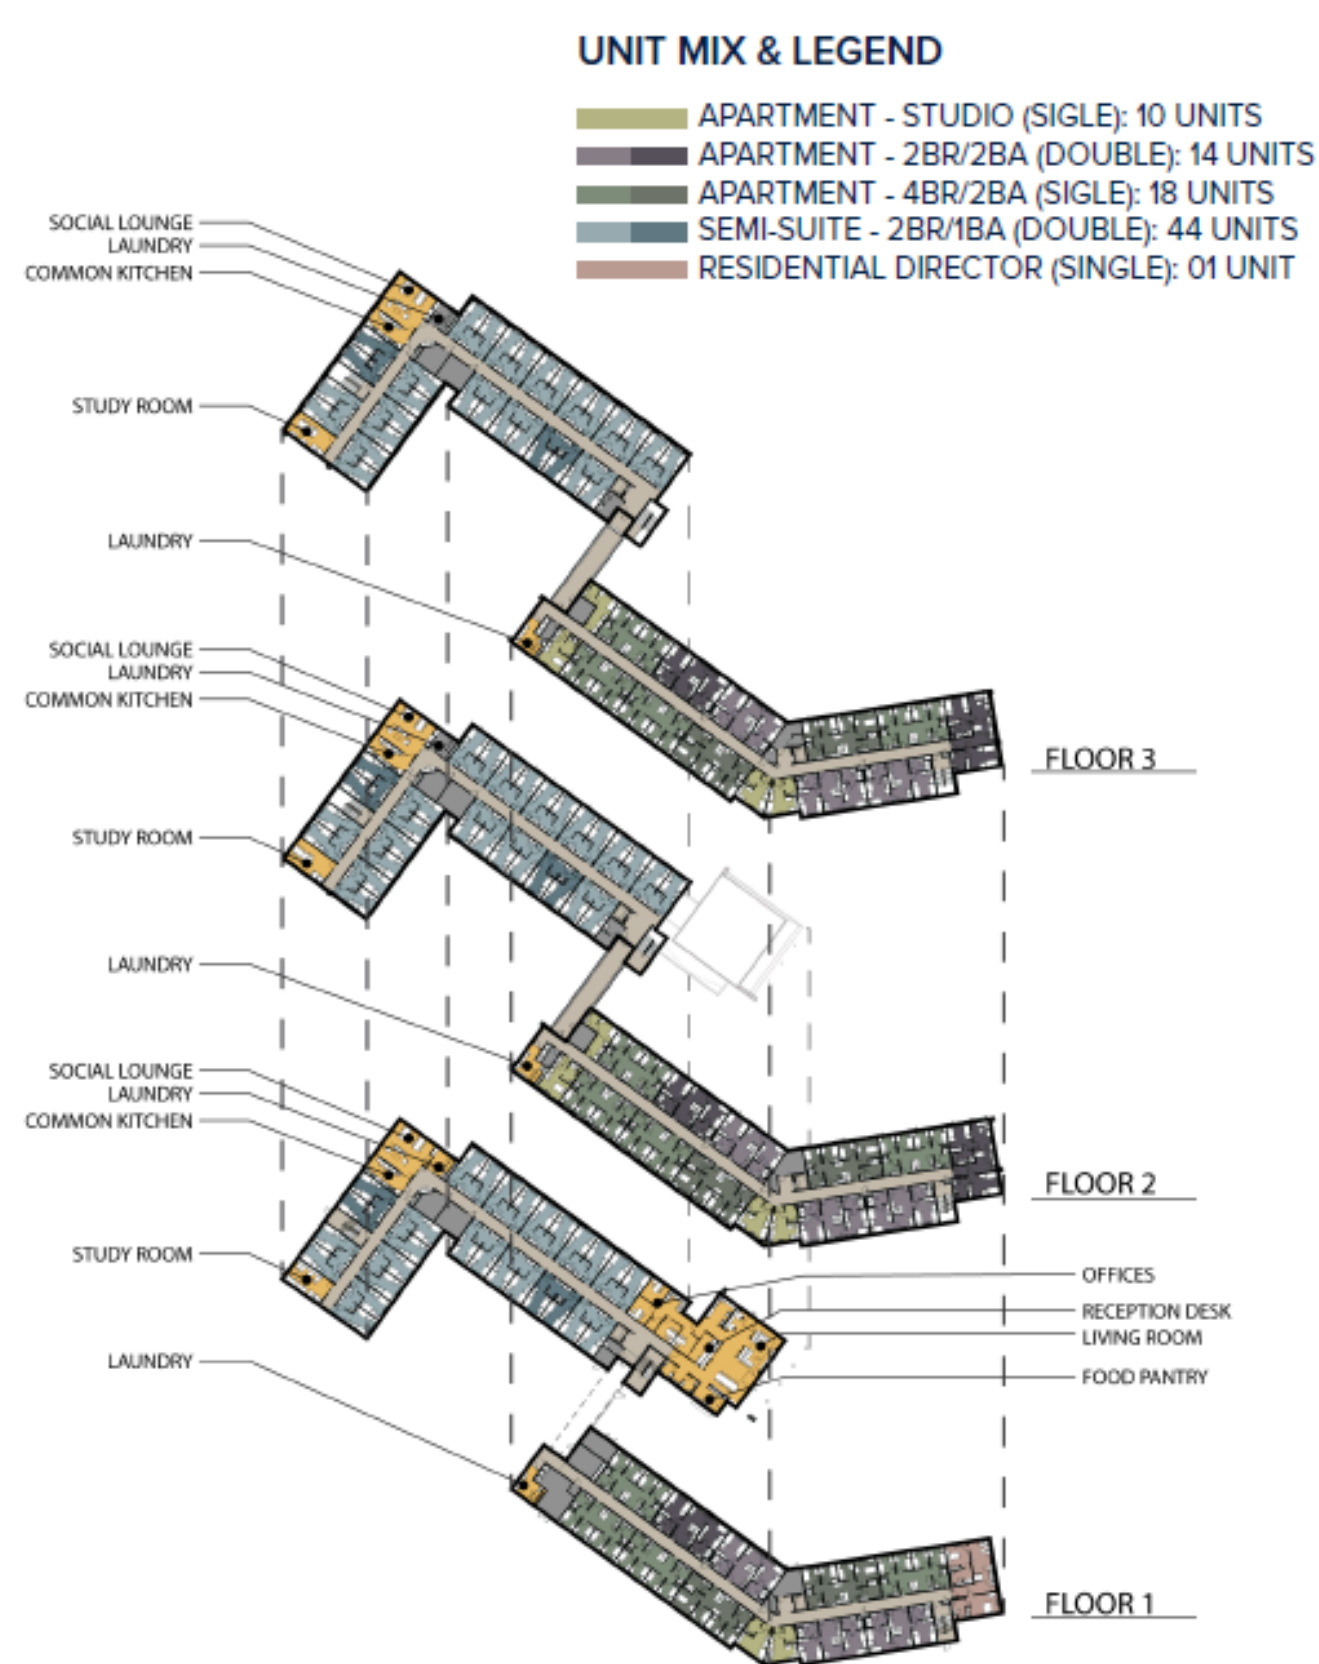 UNIT MIX & LEGEND
APARTMENT - STUDIO (SIGLE): 10 UNITS
APARTMENT - 2BR/2BA (DOUBLE): 14 UNITS
APARTMENT - 4BR/2BA (SIGLE): 18 UNITS
SEMI-SUITE - 2BR/1BA (DOUBLE): 44 UNITS
RESIDENTIAL DIRECTOR (SINGLE): 01 UNIT
SOCIAL LOUNGE
LAUNDRY
COMMON KITCHEN
STUDY ROOM
LAUNDRY
FLOOR 3
SOCIAL LOUNGE
LAUNDRY
COMMON KITCHEN
STUDY ROOM
LAUNDRY
FLOOR 2
SOCIAL LOUNGE
LAUNDRY
COMMON KITCHEN
STUDY ROOM
OFFICES
RECEPTION DESK
LIVING ROOM
FOOD PANTRY
LAUNDRY
FLOOR 1